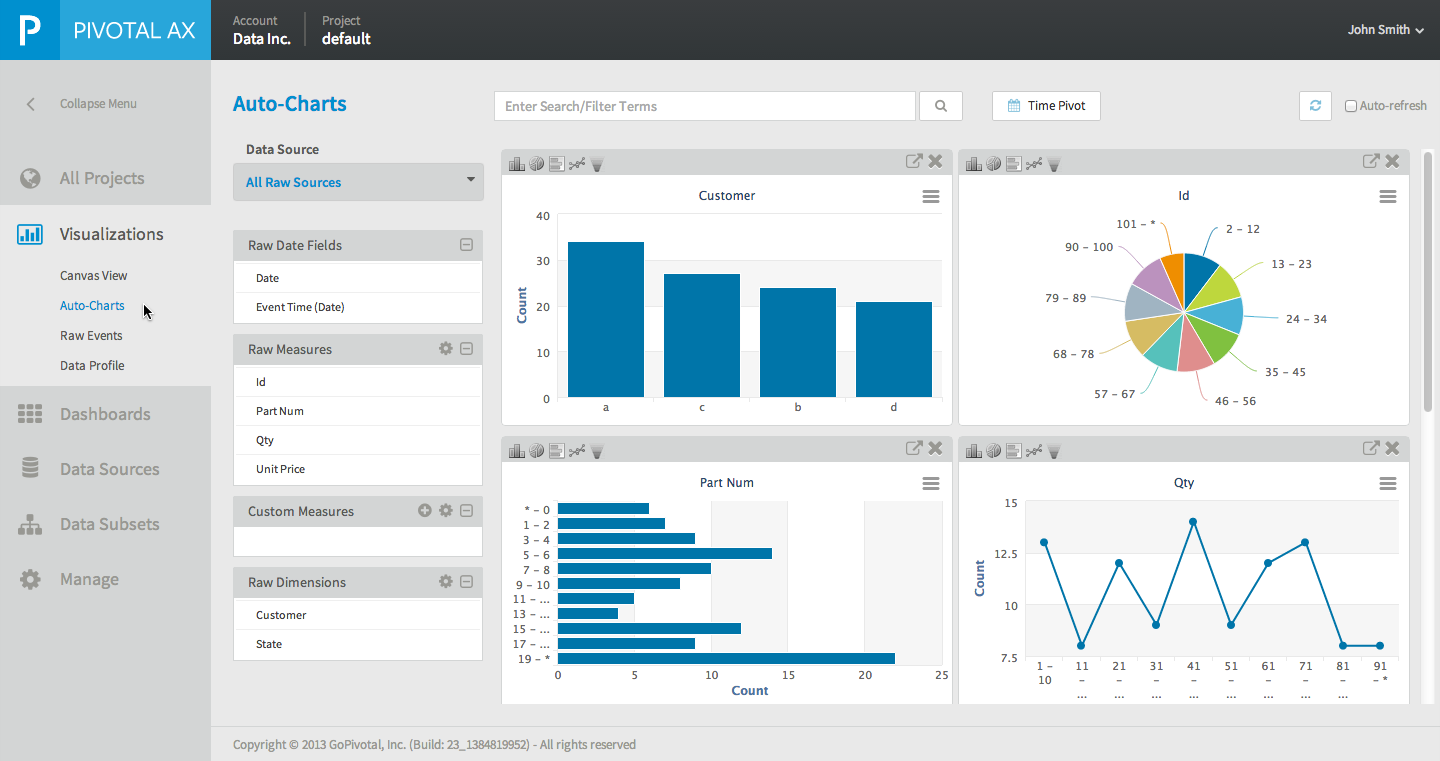 P PIVOTAL AX
Account
Data Inc.
Project
default
John Smith
Collapse Menu
All Projects
Visualizations
Canvas View
Auto-Charts
Raw Events
Data Profile
Dashboards
Data Sources
Data Subsets
Manage
Auto-Charts
Enter Search/Filter Terms
Time Pivot
Auto-refresh
Data Source
All Raw Sources
Raw Date Fields
Date
Event Time (Date)
Raw Measures
Id
Part Num
Qty
Unit Price
Custom Measures
Raw Dimensions
Customer
State
Customer
Count
40
30
20
10
0
a c b d
Id
101 – *
2 – 12
90 – 100
13 – 23
79 – 89
24 – 34
68 – 78
35 – 45
57 – 67
46 – 56
Part Num
* – 0
1 – 2
3 – 4
5 – 6
7 – 8
9 – 10
11 – ...
13 – ...
15 – ...
17 – ...
19 – *
0 5 10 15 20 25
Count
Qty
Count
15
12.5
10
7.5
1 – 11 21 31 41 51 61 71 81 91
10 – – – – – – – – – *
... ... ... ... ... ... ... ...
Copyright © 2013 GoPivotal, Inc. (Build: 23_1384819952) - All rights reserved